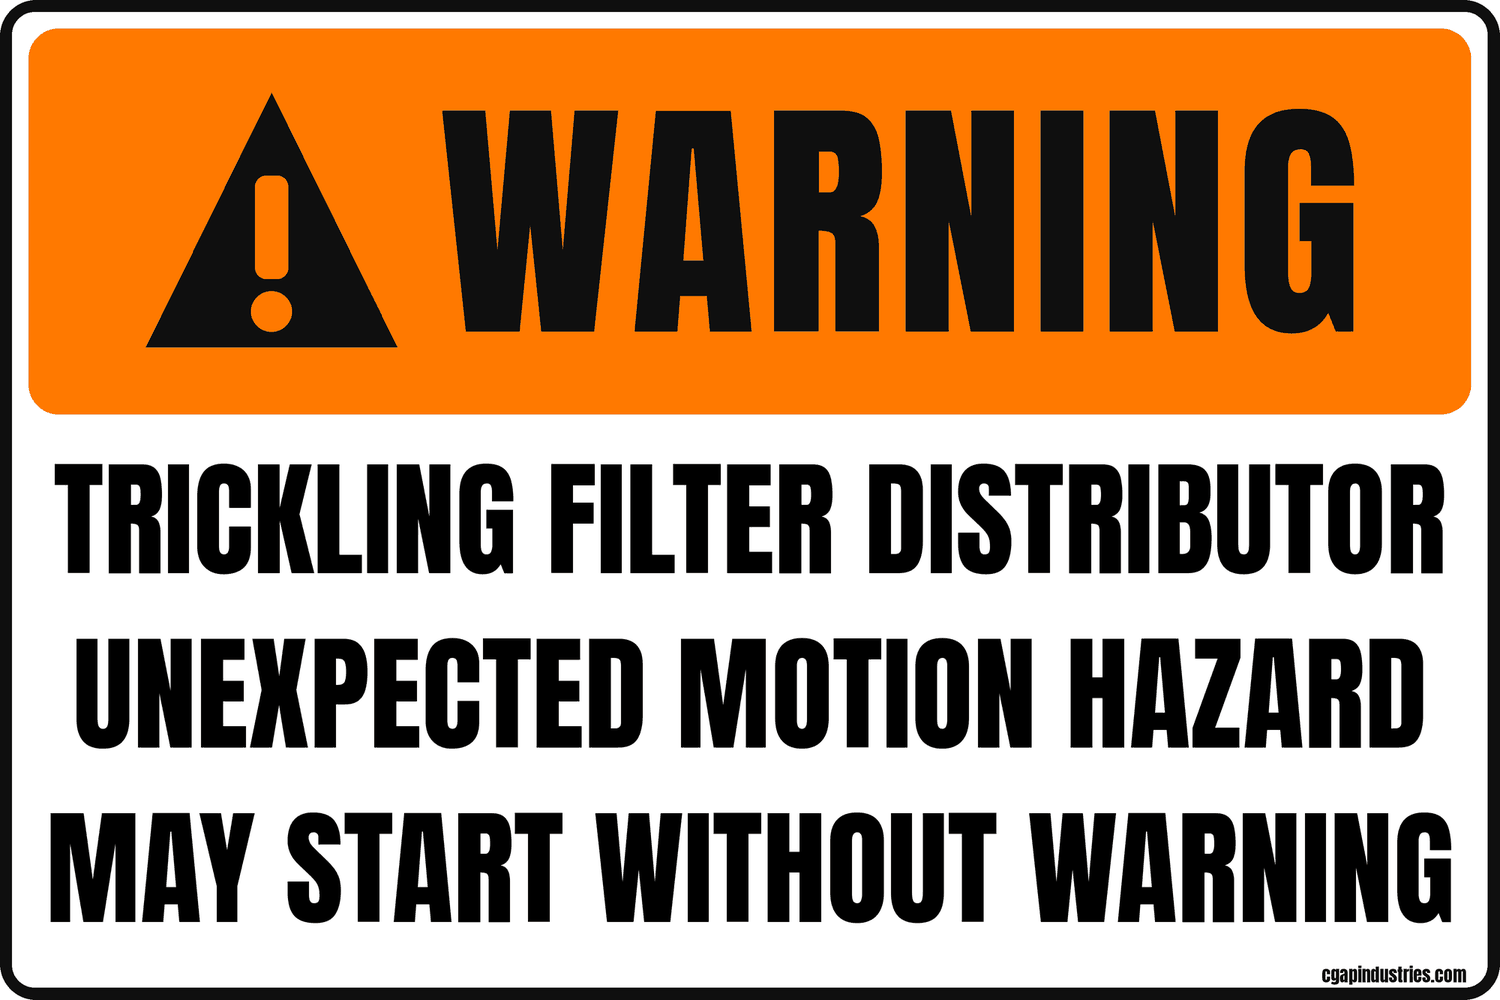 WARNING
TRICKLING FILTER DISTRIBUTOR
UNEXPECTED MOTION HAZARD
MAY START WITHOUT WARNING
cgapindustries.com